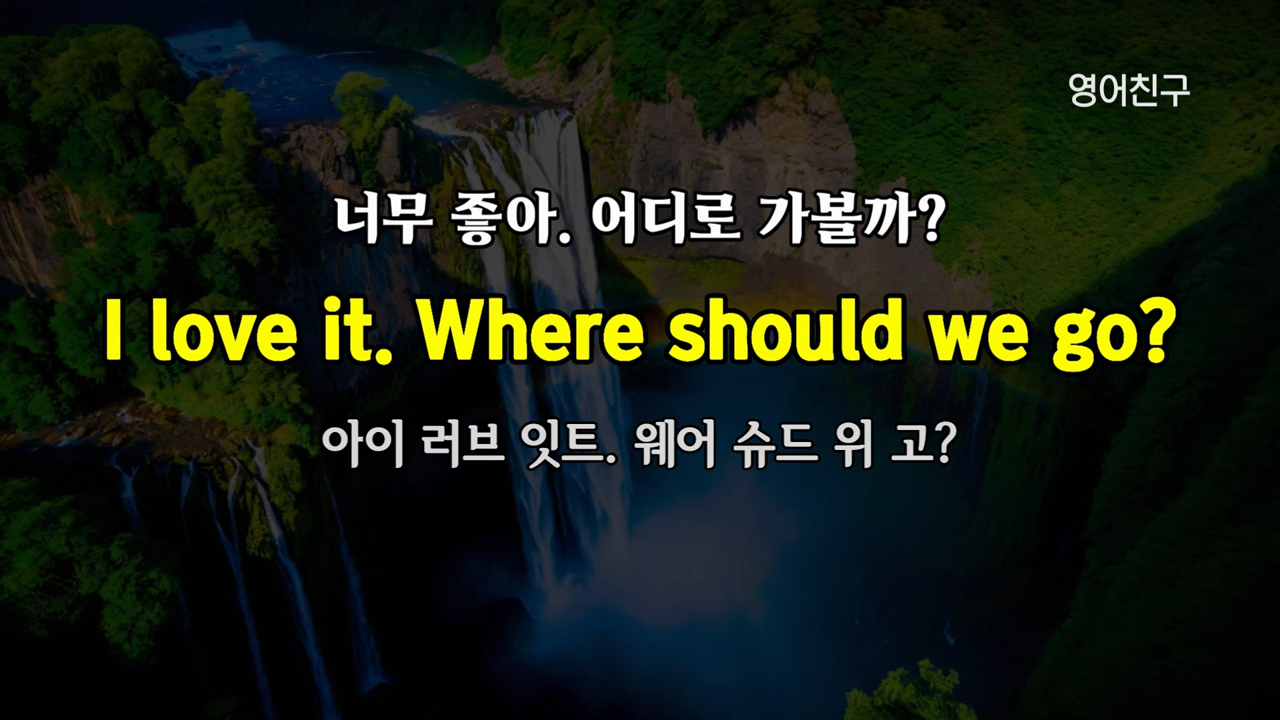 영어친구
너무 좋아. 어디로 가볼까?
I love it. Where should we go?
아이 러브 잇트. 웨어 슈드 위 고?